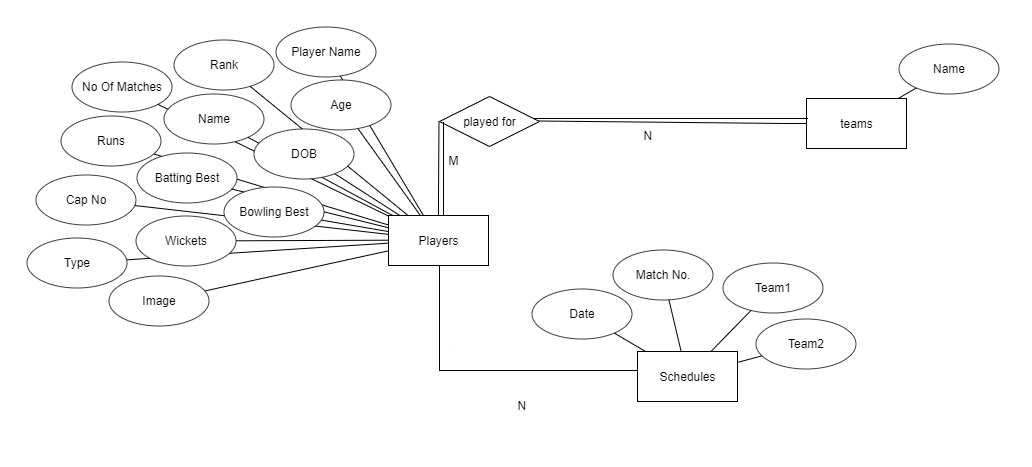 Player Name
Rank
Name
No Of Matches
Age
Name
played for
teams
Runs
N
DOB
M
Batting Best
Cap No
Bowling Best
Wickets
Players
Type
Match No.
Team1
Image
Date
Team2
Schedules
N